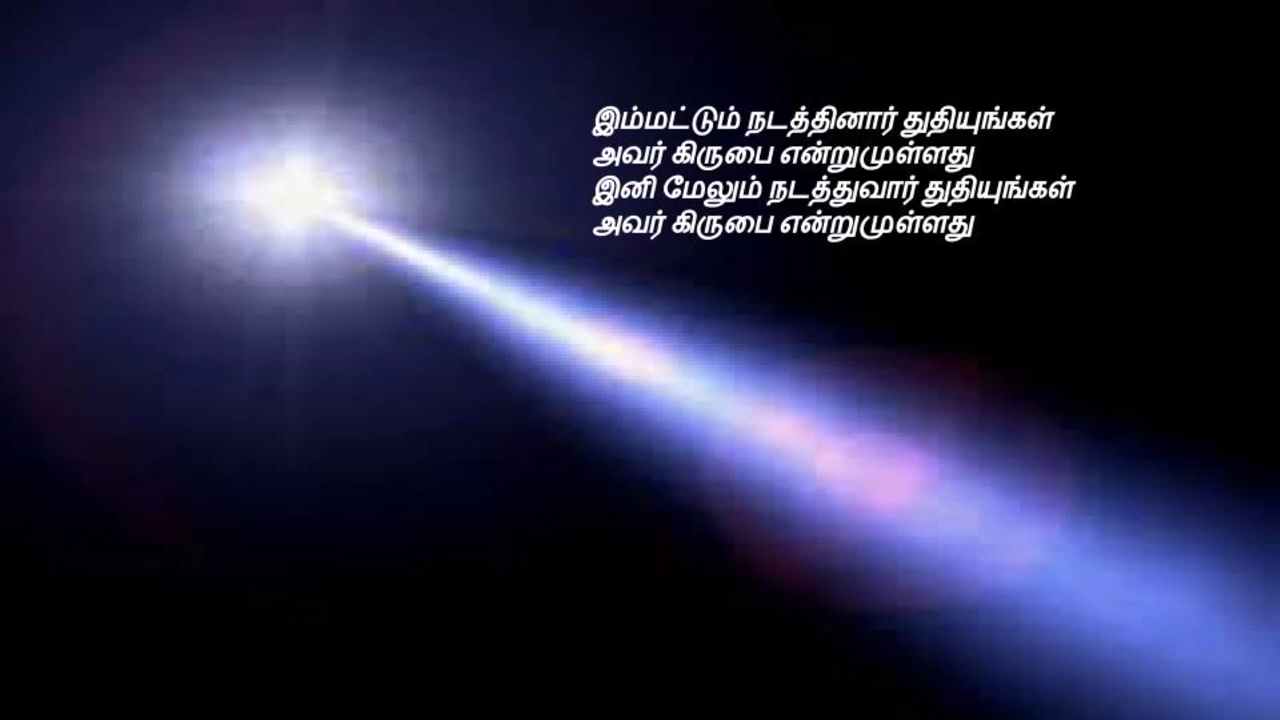 இம்மட்டும் நடத்தினார் துதியுங்கள்
அவர் கிருபை என்றுமுள்ளது
இனி மேலும் நடத்துவார் துதியுங்கள்
அவர் கிருபை என்றுமுள்ளது